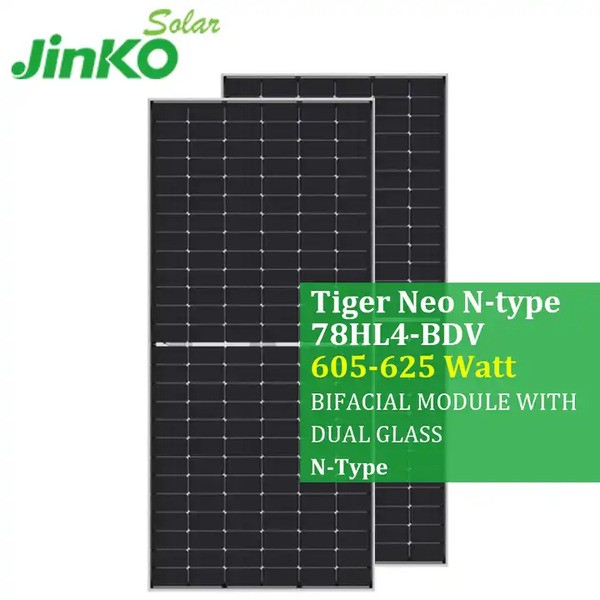 Solar
JinKO
Tiger Neo N-type
78HL4-BDV
605-625 Watt
BIFACIAL MODULE WITH
DUAL GLASS
N-Type